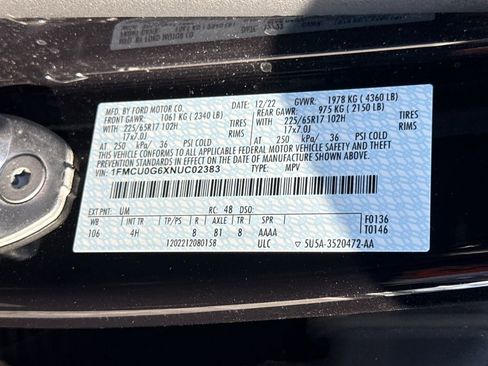 MFD. BY FORD MOTOR CO. DATE: 12/22 GVWR: 1978 KG ( 4360 LB)
FRONT GAWR: 1061 KG ( 2340 LB) REAR GAWR: 975 KG ( 2150 LB)
225/65R17 102H TIRES 225/65R17 102H TIRES
17x7.0J RIMS 17x7.0J RIMS
AT 250 kPa/ 36 PSI COLD AT 250 kPa/ 36 PSI COLD
THIS VEHICLE CONFORMS TO ALL APPLICABLE FEDERAL MOTOR VEHICLE SAFETY, BUMPER, AND THEFT
PREVENTION STANDARDS IN EFFECT ON THE DATE OF MANUFACTURE SHOWN ABOVE.
VIN: 1FMCU0G6XNUC02383 TYPE: MPV
EXT PNT: UM RC: 48 DSO:
WB INT TR TP/PS R AXLE TR SPR F0136
106 4H 8 81 8 AAAA T0146
1202212080158 ULC ▽ 5U5A-3520472-AA